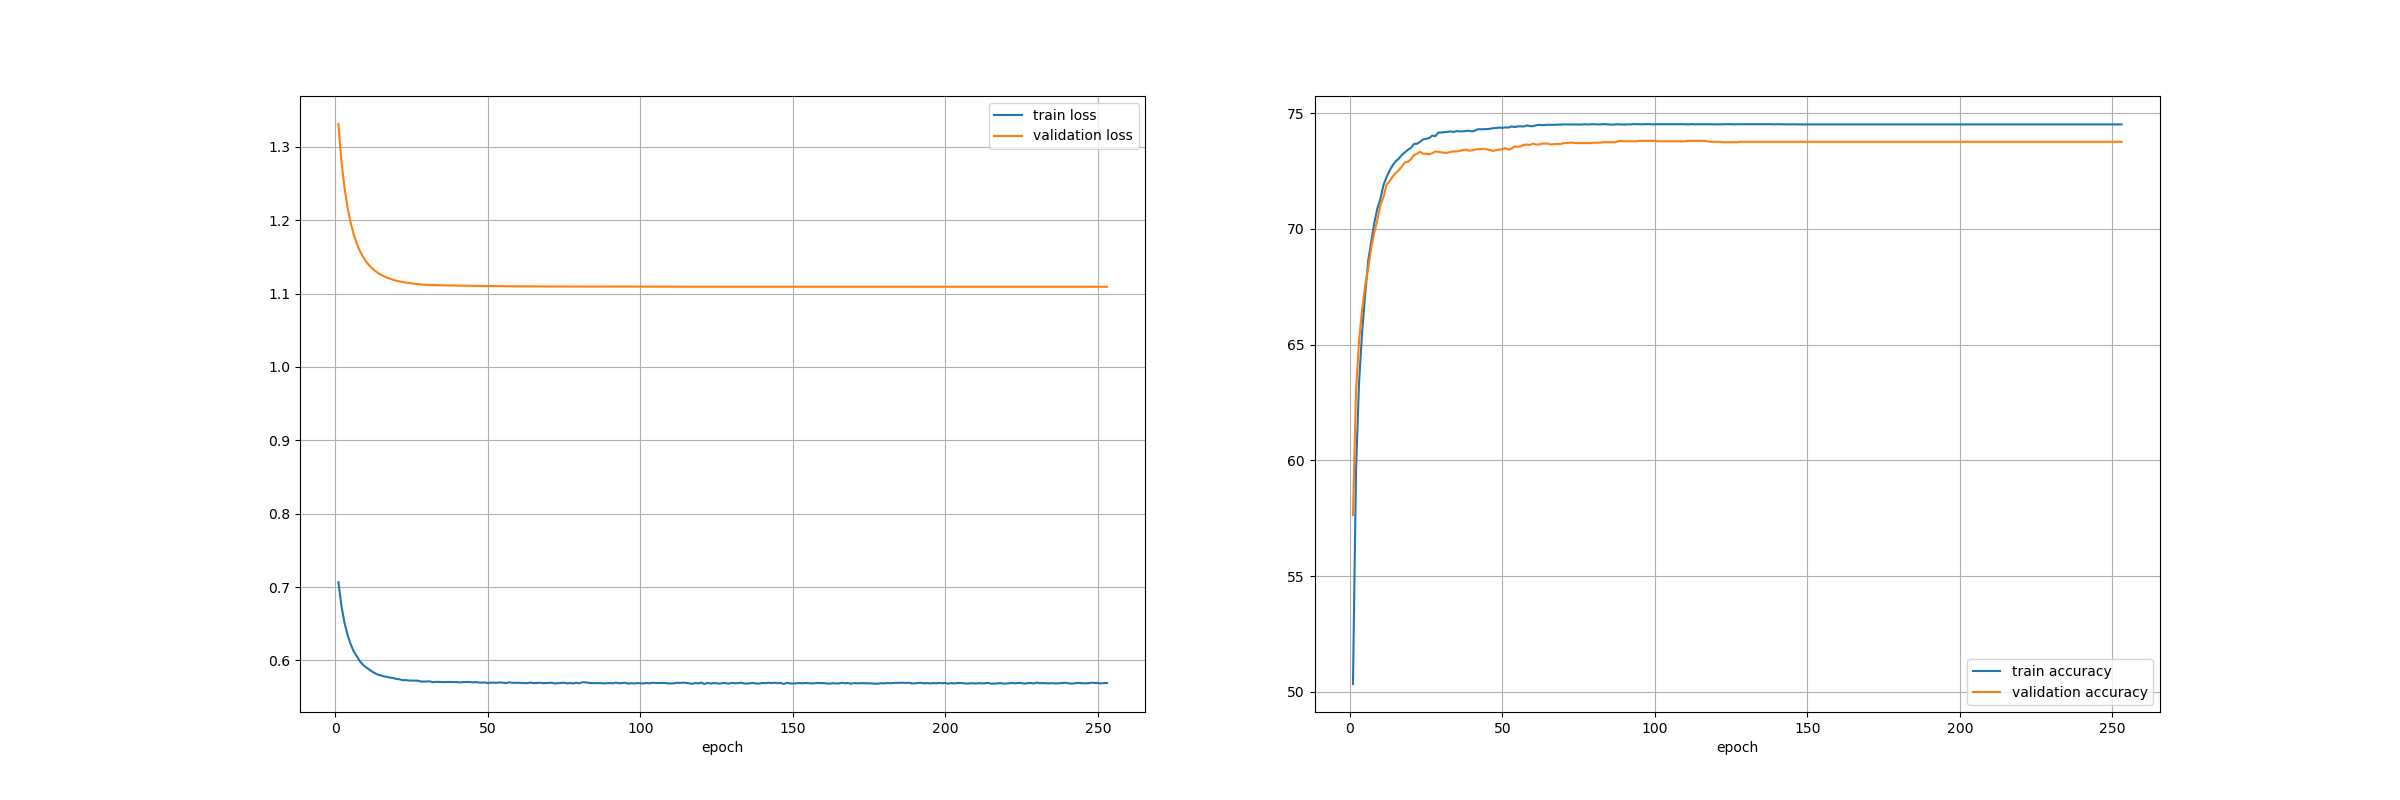 train loss
validation loss
1.3
1.2
1.1
1.0
0.9
0.8
0.7
0.6
0 50 100 150 200 250
epoch
75
70
65
60
55
50
train accuracy
validation accuracy
0 50 100 150 200 250
epoch